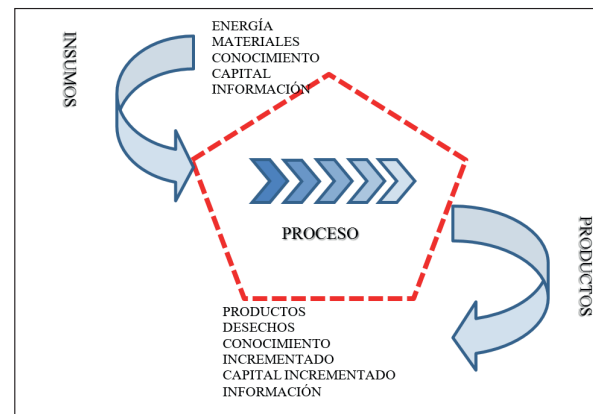 INSUMOS
ENERGÍA
MATERIALES
CONOCIMIENTO
CAPITAL
INFORMACIÓN
PROCESO
PRODUCTOS
PRODUCTOS
DESECHOS
CONOCIMIENTO
INCREMENTADO
CAPITAL INCREMENTADO
INFORMACIÓN